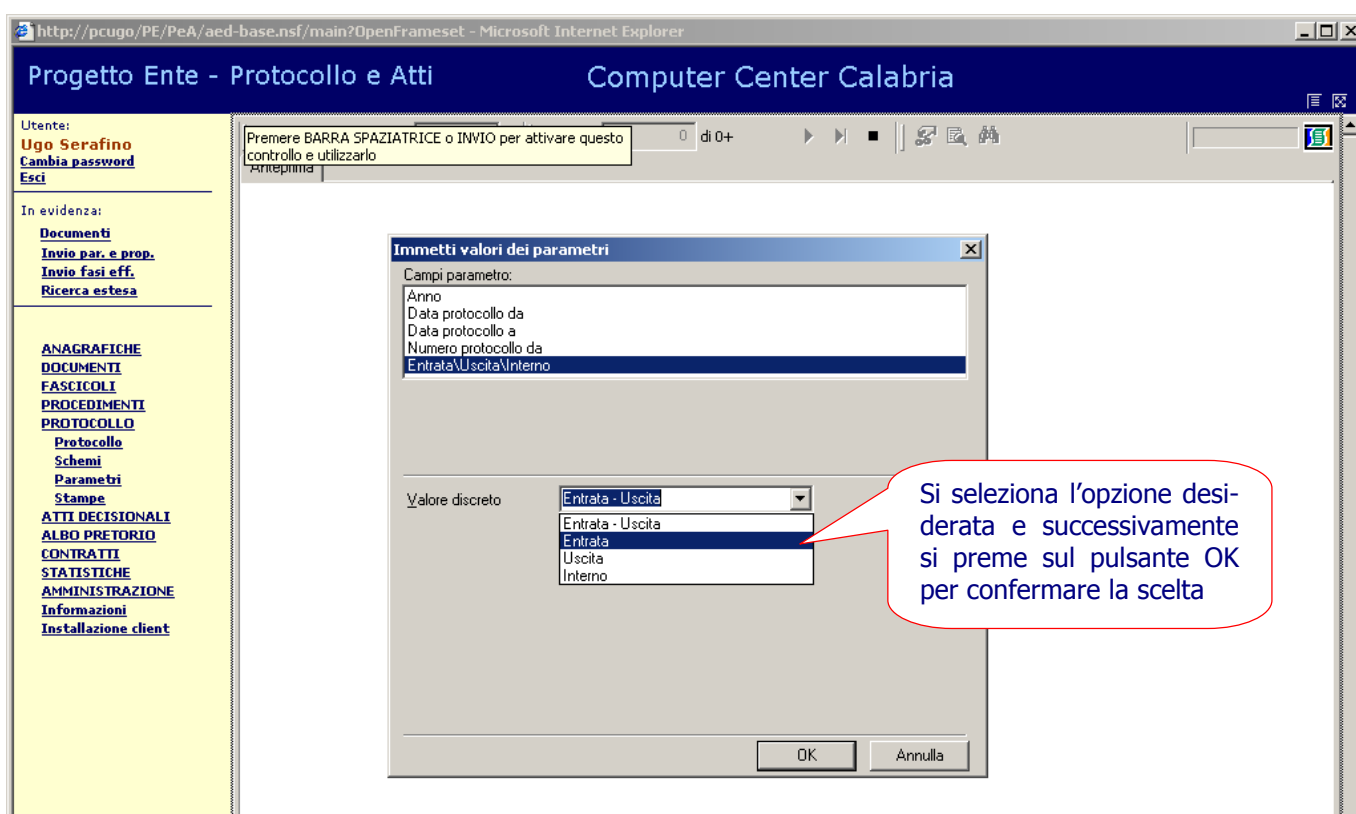 http://pcugo/PE/PeA/aed-base.nsf/main?OpenFrameset - Microsoft Internet Explorer
Progetto Ente - Protocollo e Atti
Computer Center Calabria
Utente:
Ugo Serafino
Cambia password
Esci
In evidenza:
Documenti
Invio par. e prop.
Invio fasi eff.
Ricerca estesa
ANAGRAFICHE
DOCUMENTI
FASCICOLI
PROCEDIMENTI
PROTOCOLLO
Protocollo
Schemi
Parametri
Stampe
ATTI DECISIONALI
ALBO PRETORIO
CONTRATTI
STATISTICHE
AMMINISTRAZIONE
Informazioni
Installazione client
Premere BARRA SPAZIATRICE o INVIO per attivare questo
controllo e utilizzarlo
0 di 0+
Anteprima
Immetti valori dei parametri
Campi parametro:
Anno
Data protocollo da
Data protocollo a
Numero protocollo da
Entrata\Uscita\Interno
Valore discreto
Entrata - Uscita
Entrata - Uscita
Entrata
Uscita
Interno
OK
Annulla
Si seleziona l’opzione desi-
derata e successivamente
si preme sul pulsante OK
per confermare la scelta